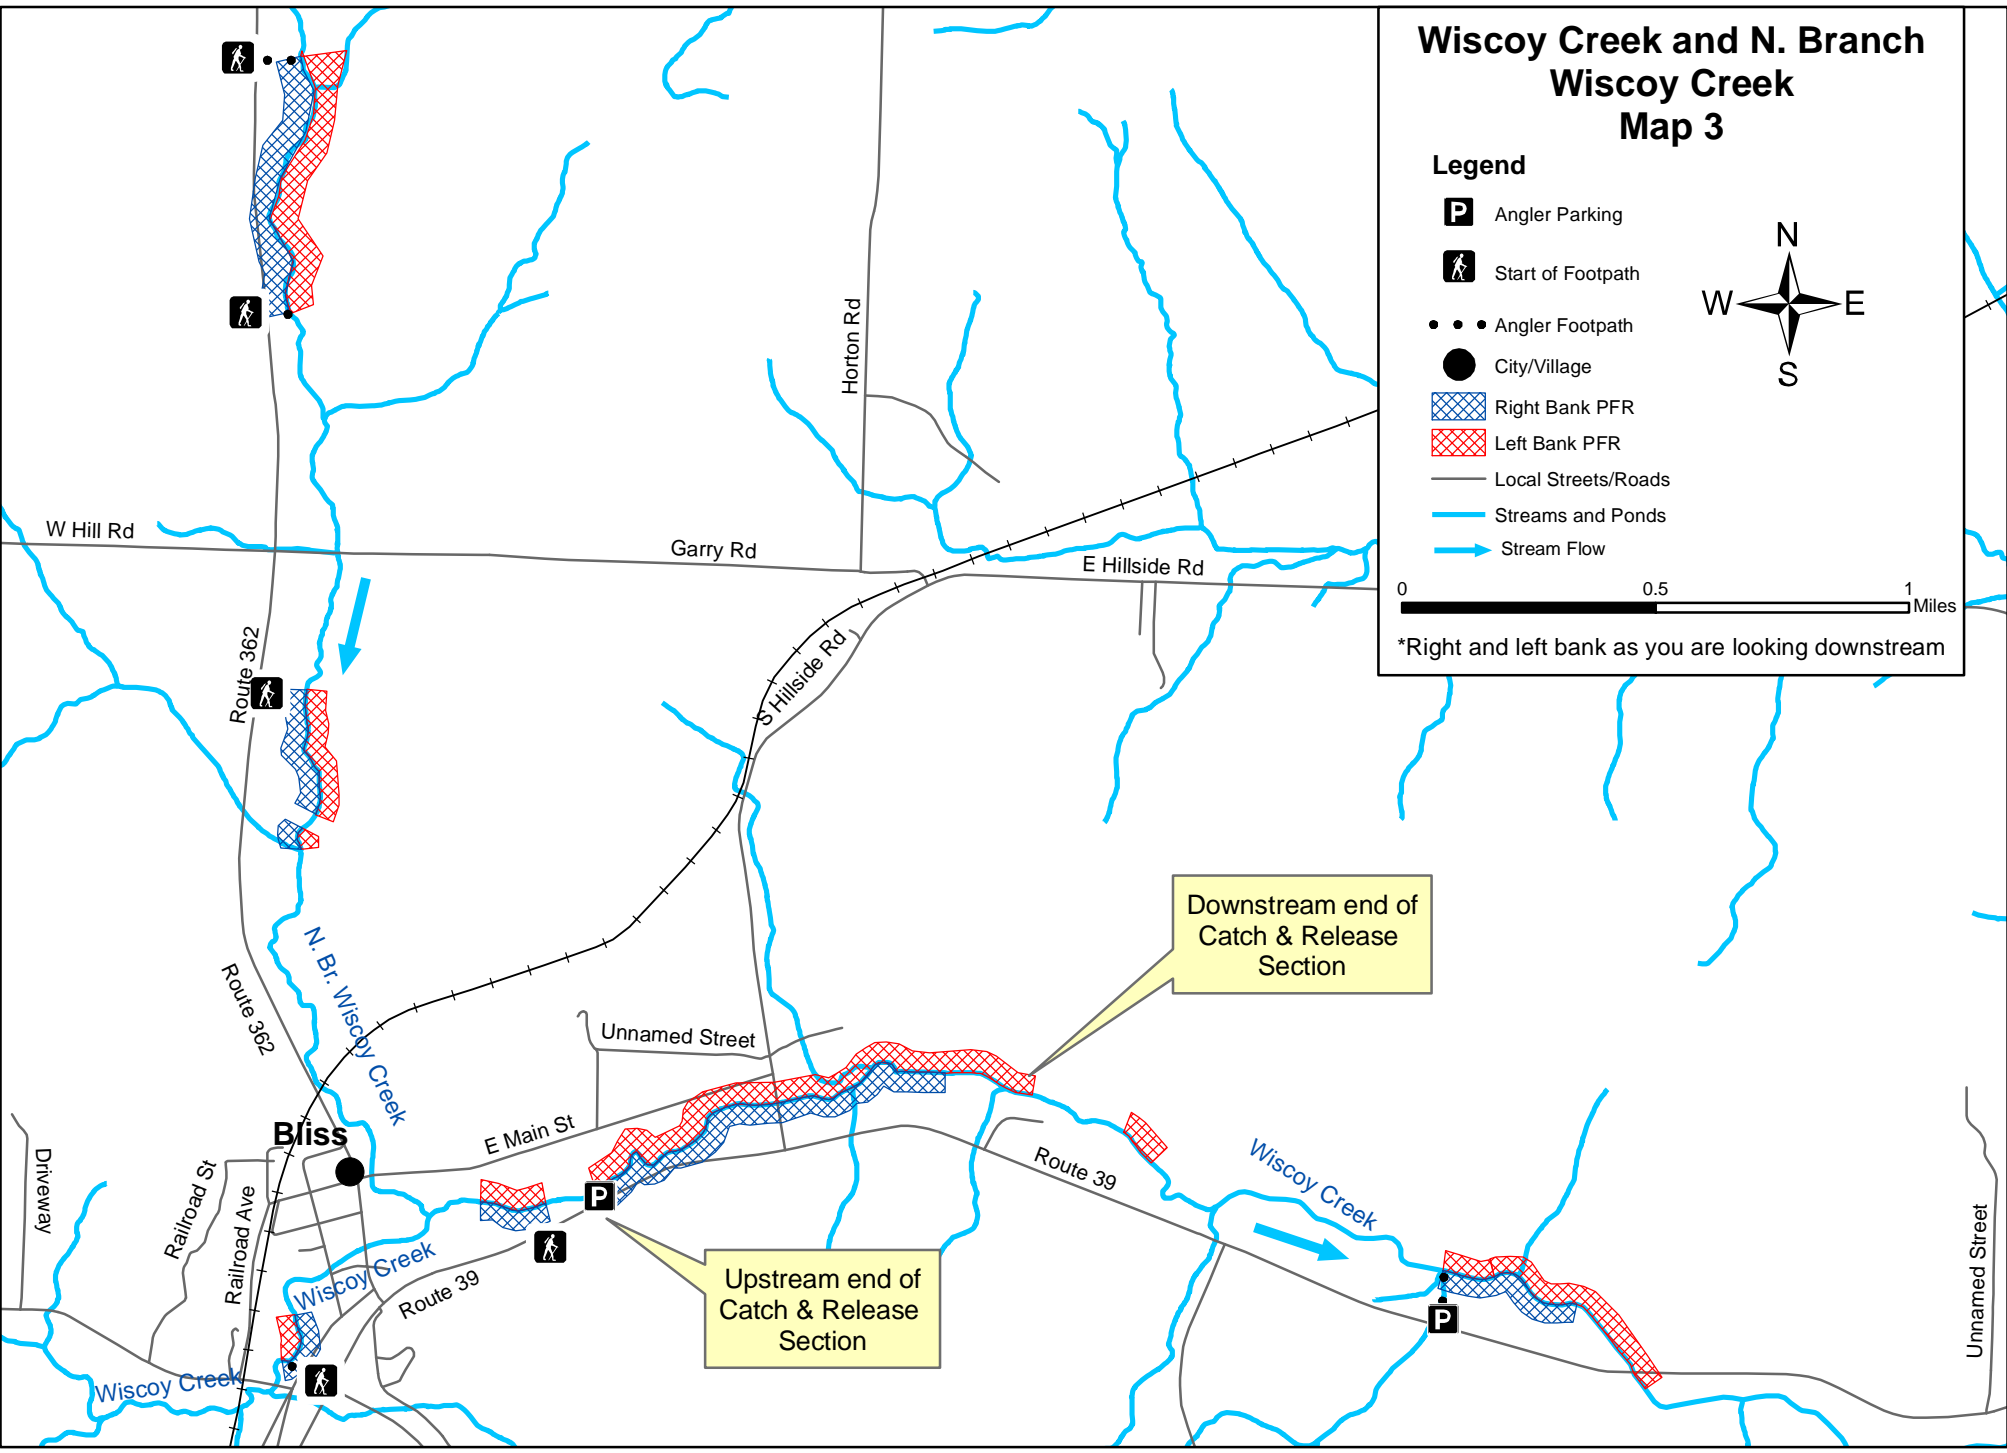 Wiscoy Creek and N. Branch
Wiscoy Creek
Map 3
Legend
P Angler Parking
Start of Footpath
Angler Footpath
City/Village
Right Bank PFR
Left Bank PFR
Local Streets/Roads
Streams and Ponds
Stream Flow
N
W E
S
0 0.5 1
Miles
*Right and left bank as you are looking downstream
Horton Rd
W Hill Rd
Garry Rd
E Hillside Rd
Route 362
S Hillside Rd
Downstream end of
Catch & Release
Section
N. Br. Wiscoy Creek
Route 362
Unnamed Street
Bliss
E Main St
Driveway
Railroad St
Railroad Ave
Wiscoy Creek
Route 39
P
Upstream end of
Catch & Release
Section
Route 39
Wiscoy Creek
P
Unnamed Street
Wiscoy Creek